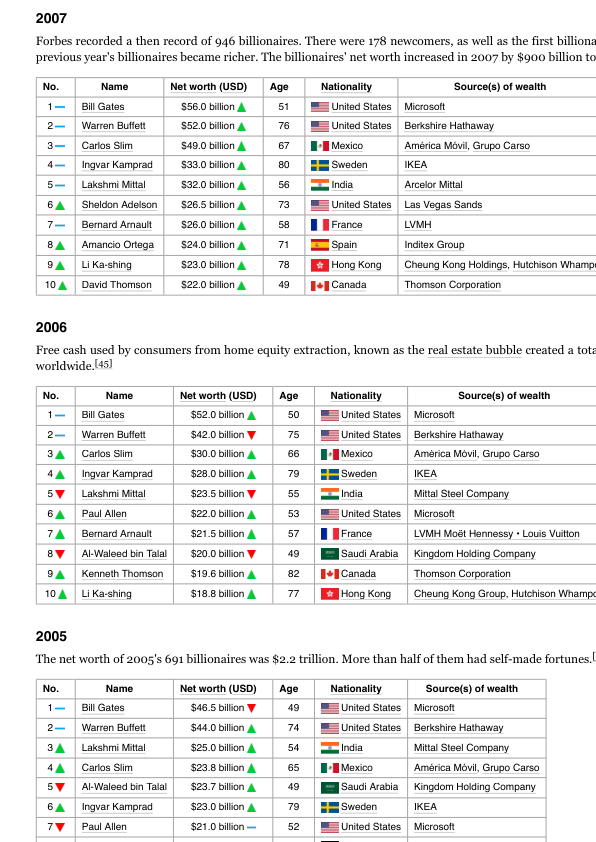 2007
Forbes recorded a then record of 946 billionaires. There were 178 newcomers, as well as the first
previous year's billionaires became richer. The billionaires' net worth increased in 2007 by $900 billion to
No. Name Net worth (USD) Age Nationality Source(s) of wealth
1 Bill Gates $56.0 billion 51 United States Microsoft
2 Warren Buffett $52.0 billion 76 United States Berkshire Hathaway
3 Carlos Slim $49.0 billion 67 Mexico América Móvil, Grupo Carso
4 Ingvar Kamprad $33.0 billion 80 Sweden IKEA
5 Lakshmi Mittal $32.0 billion 56 India Arcelor Mittal
6 Sheldon Adelson $26.5 billion 73 United States Las Vegas Sands
7 Bernard Arnault $26.0 billion 58 France LVMH
8 Amancio Ortega $24.0 billion 71 Spain Inditex Group
9 Li Ka-shing $23.0 billion 78 Hong Kong Cheung Kong Holdings, Hutchison
10 David Thomson $22.0 billion 49 Canada Thomson Corporation
2006
Free cash used by consumers from home equity extraction, known as the real estate bubble created a
worldwide.[45]
No. Name Net worth (USD) Age Nationality Source(s) of wealth
1 Bill Gates $52.0 billion 50 United States Microsoft
2 Warren Buffett $42.0 billion 75 United States Berkshire Hathaway
3 Carlos Slim $30.0 billion 66 Mexico América Móvil, Grupo Carso
4 Ingvar Kamprad $28.0 billion 79 Sweden IKEA
5 Lakshmi Mittal $23.5 billion 55 India Mittal Steel Company
6 Paul Allen $22.0 billion 53 United States Microsoft
7 Bernard Arnault $21.5 billion 57 France LVMH Moët Hennessy • Louis Vuitton
8 Al-Waleed bin Talal $20.0 billion 49 Saudi Arabia Kingdom Holding Company
9 Kenneth Thomson $19.6 billion 82 Canada Thomson Corporation
10 Li Ka-shing $18.8 billion 77 Hong Kong Cheung Kong Group, Hutchison
2005
The net worth of 2005's 691 billionaires was $2.2 trillion. More than half of them had self-made fortunes.[
No. Name Net worth (USD) Age Nationality Source(s) of wealth
1 Bill Gates $46.5 billion 49 United States Microsoft
2 Warren Buffett $44.0 billion 74 United States Berkshire Hathaway
3 Lakshmi Mittal $25.0 billion 54 India Mittal Steel Company
4 Carlos Slim $23.8 billion 65 Mexico América Móvil, Grupo Carso
5 Al-Waleed bin Talal $23.7 billion 49 Saudi Arabia Kingdom Holding Company
6 Ingvar Kamprad $23.0 billion 79 Sweden IKEA
7 Paul Allen $21.0 billion 52 United States Microsoft